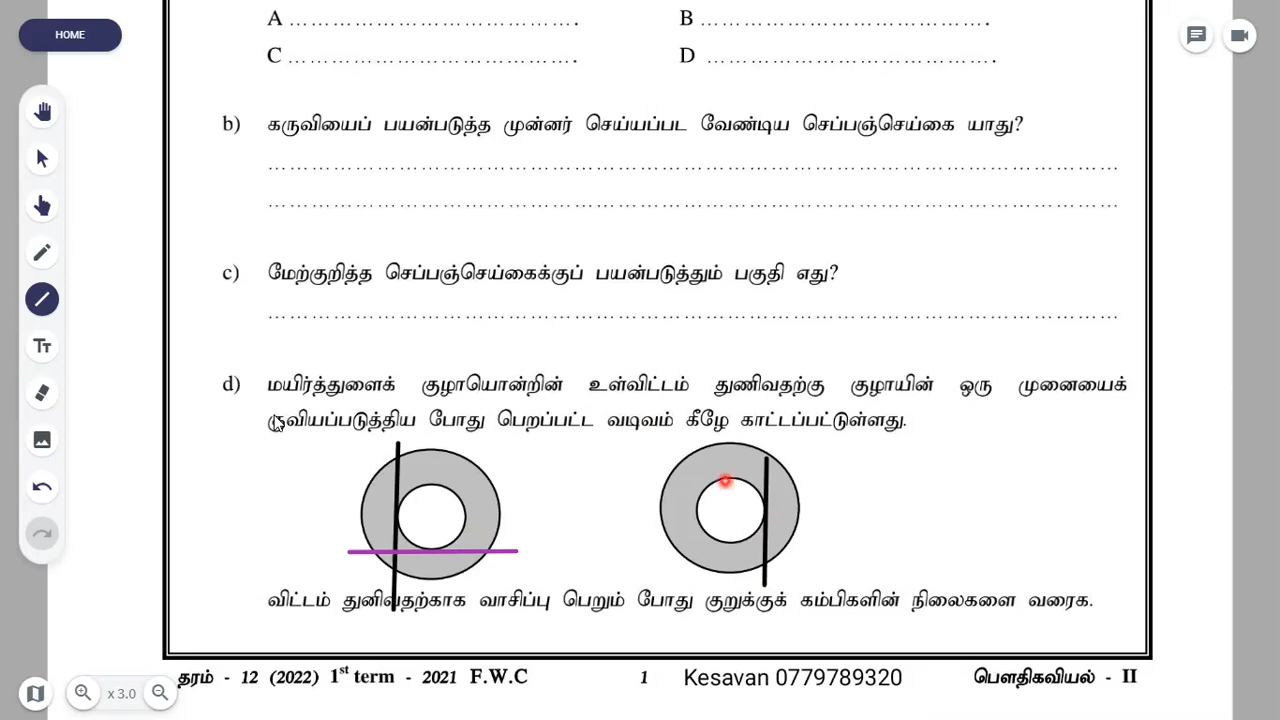 HOME
A ……………………………………. B …………………………………….
C ……………………………………. D …………………………………….
b) கருவியைப் பயன்படுத்த முன்னர் செய்யப்பட வேண்டிய செப்பஞ்செய்கை யாது?
………………………………………………………………………………………
………………………………………………………………………………………
c) மேற்குறித்த செப்பஞ்செய்கைக்குப் பயன்படுத்தும் பகுதி எது?
………………………………………………………………………………………
d) மயிர்த்துளைக் குழாயொன்றின் உள்விட்டம் துணிவதற்கு குழாயின் ஒரு முனையைக்
குவியப்படுத்திய போது பெறப்பட்ட வடிவம் கீழே காட்டப்பட்டுள்ளது.
விட்டம் துனிவதற்காக வாசிப்பு பெறும் போது குறுக்குக் கம்பிகளின் நிலைகளை வரைக.
தரம் - 12 (2022) 1st term - 2021 F.W.C 1 Kesavan 0779789320 பௌதிகவியல் - II
Tт
x 3.0